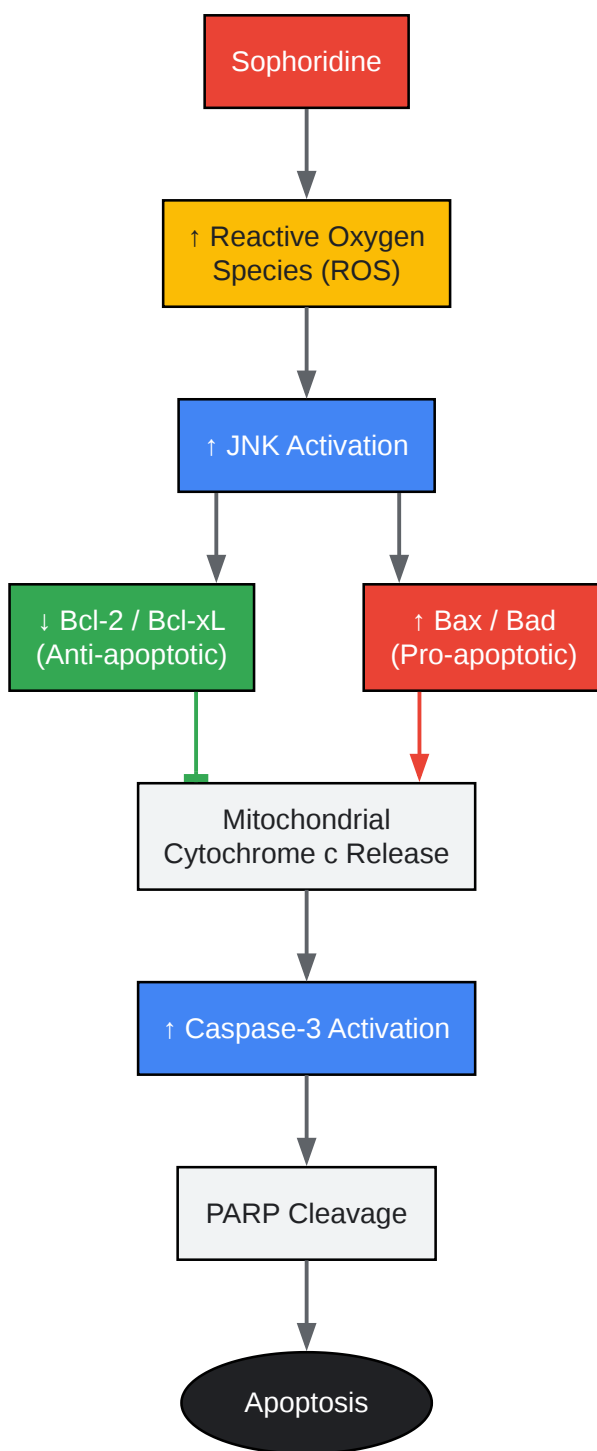 Sophoridine
↑ Reactive Oxygen
Species (ROS)
↑ JNK Activation
↓ Bcl-2 / Bcl-xL
(Anti-apoptotic)
↑ Bax / Bad
(Pro-apoptotic)
Mitochondrial
Cytochrome c Release
↑ Caspase-3 Activation
PARP Cleavage
Apoptosis